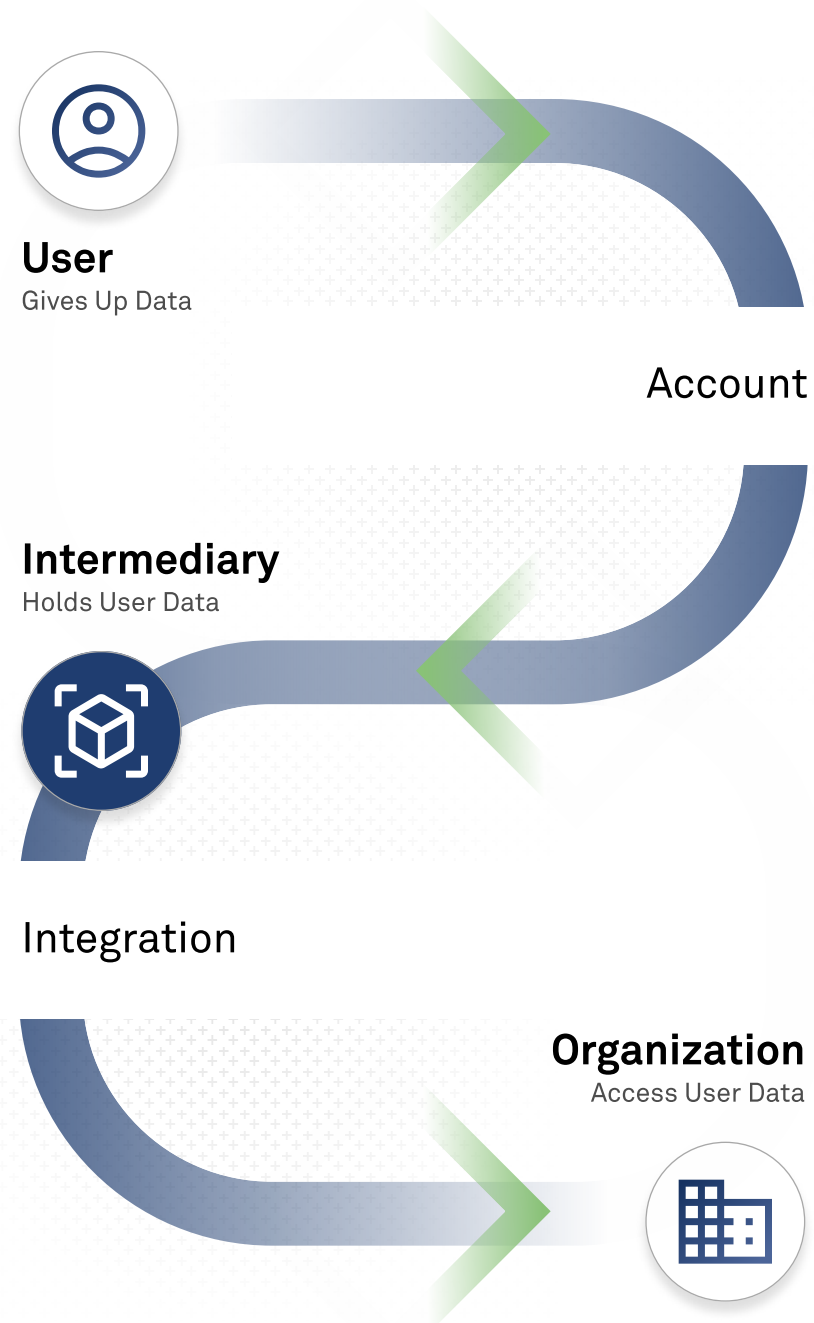 User
Gives Up Data
Account
Intermediary
Holds User Data
Integration
Organization
Access User Data